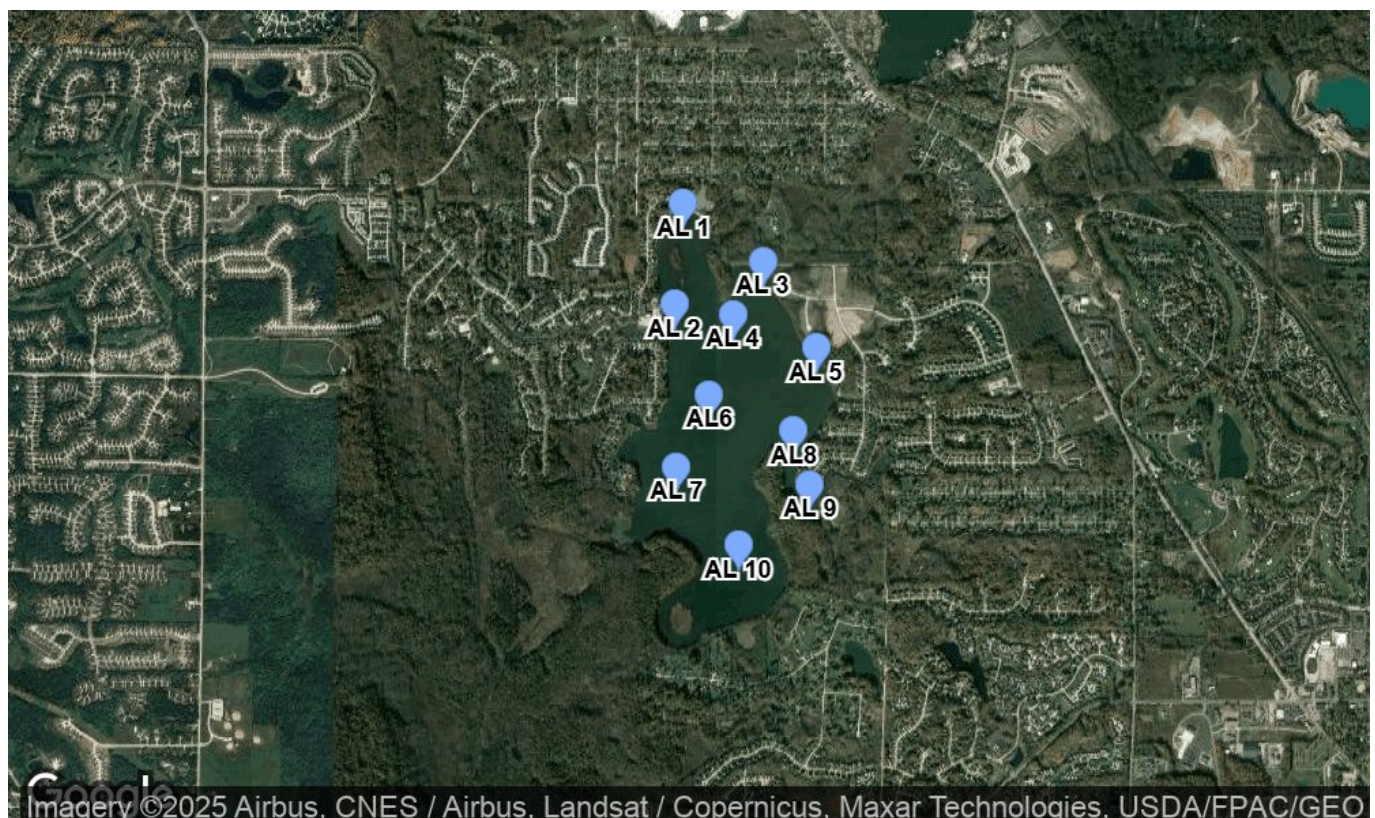 AL 1
AL 3
AL 2
AL 4
AL 5
AL6
AL8
AL 7
AL 9
AL 10
Google
Imagery ©2025 Airbus, CNES / Airbus, Landsat / Copernicus, Maxar Technologies, USDA/FPAC/GEO